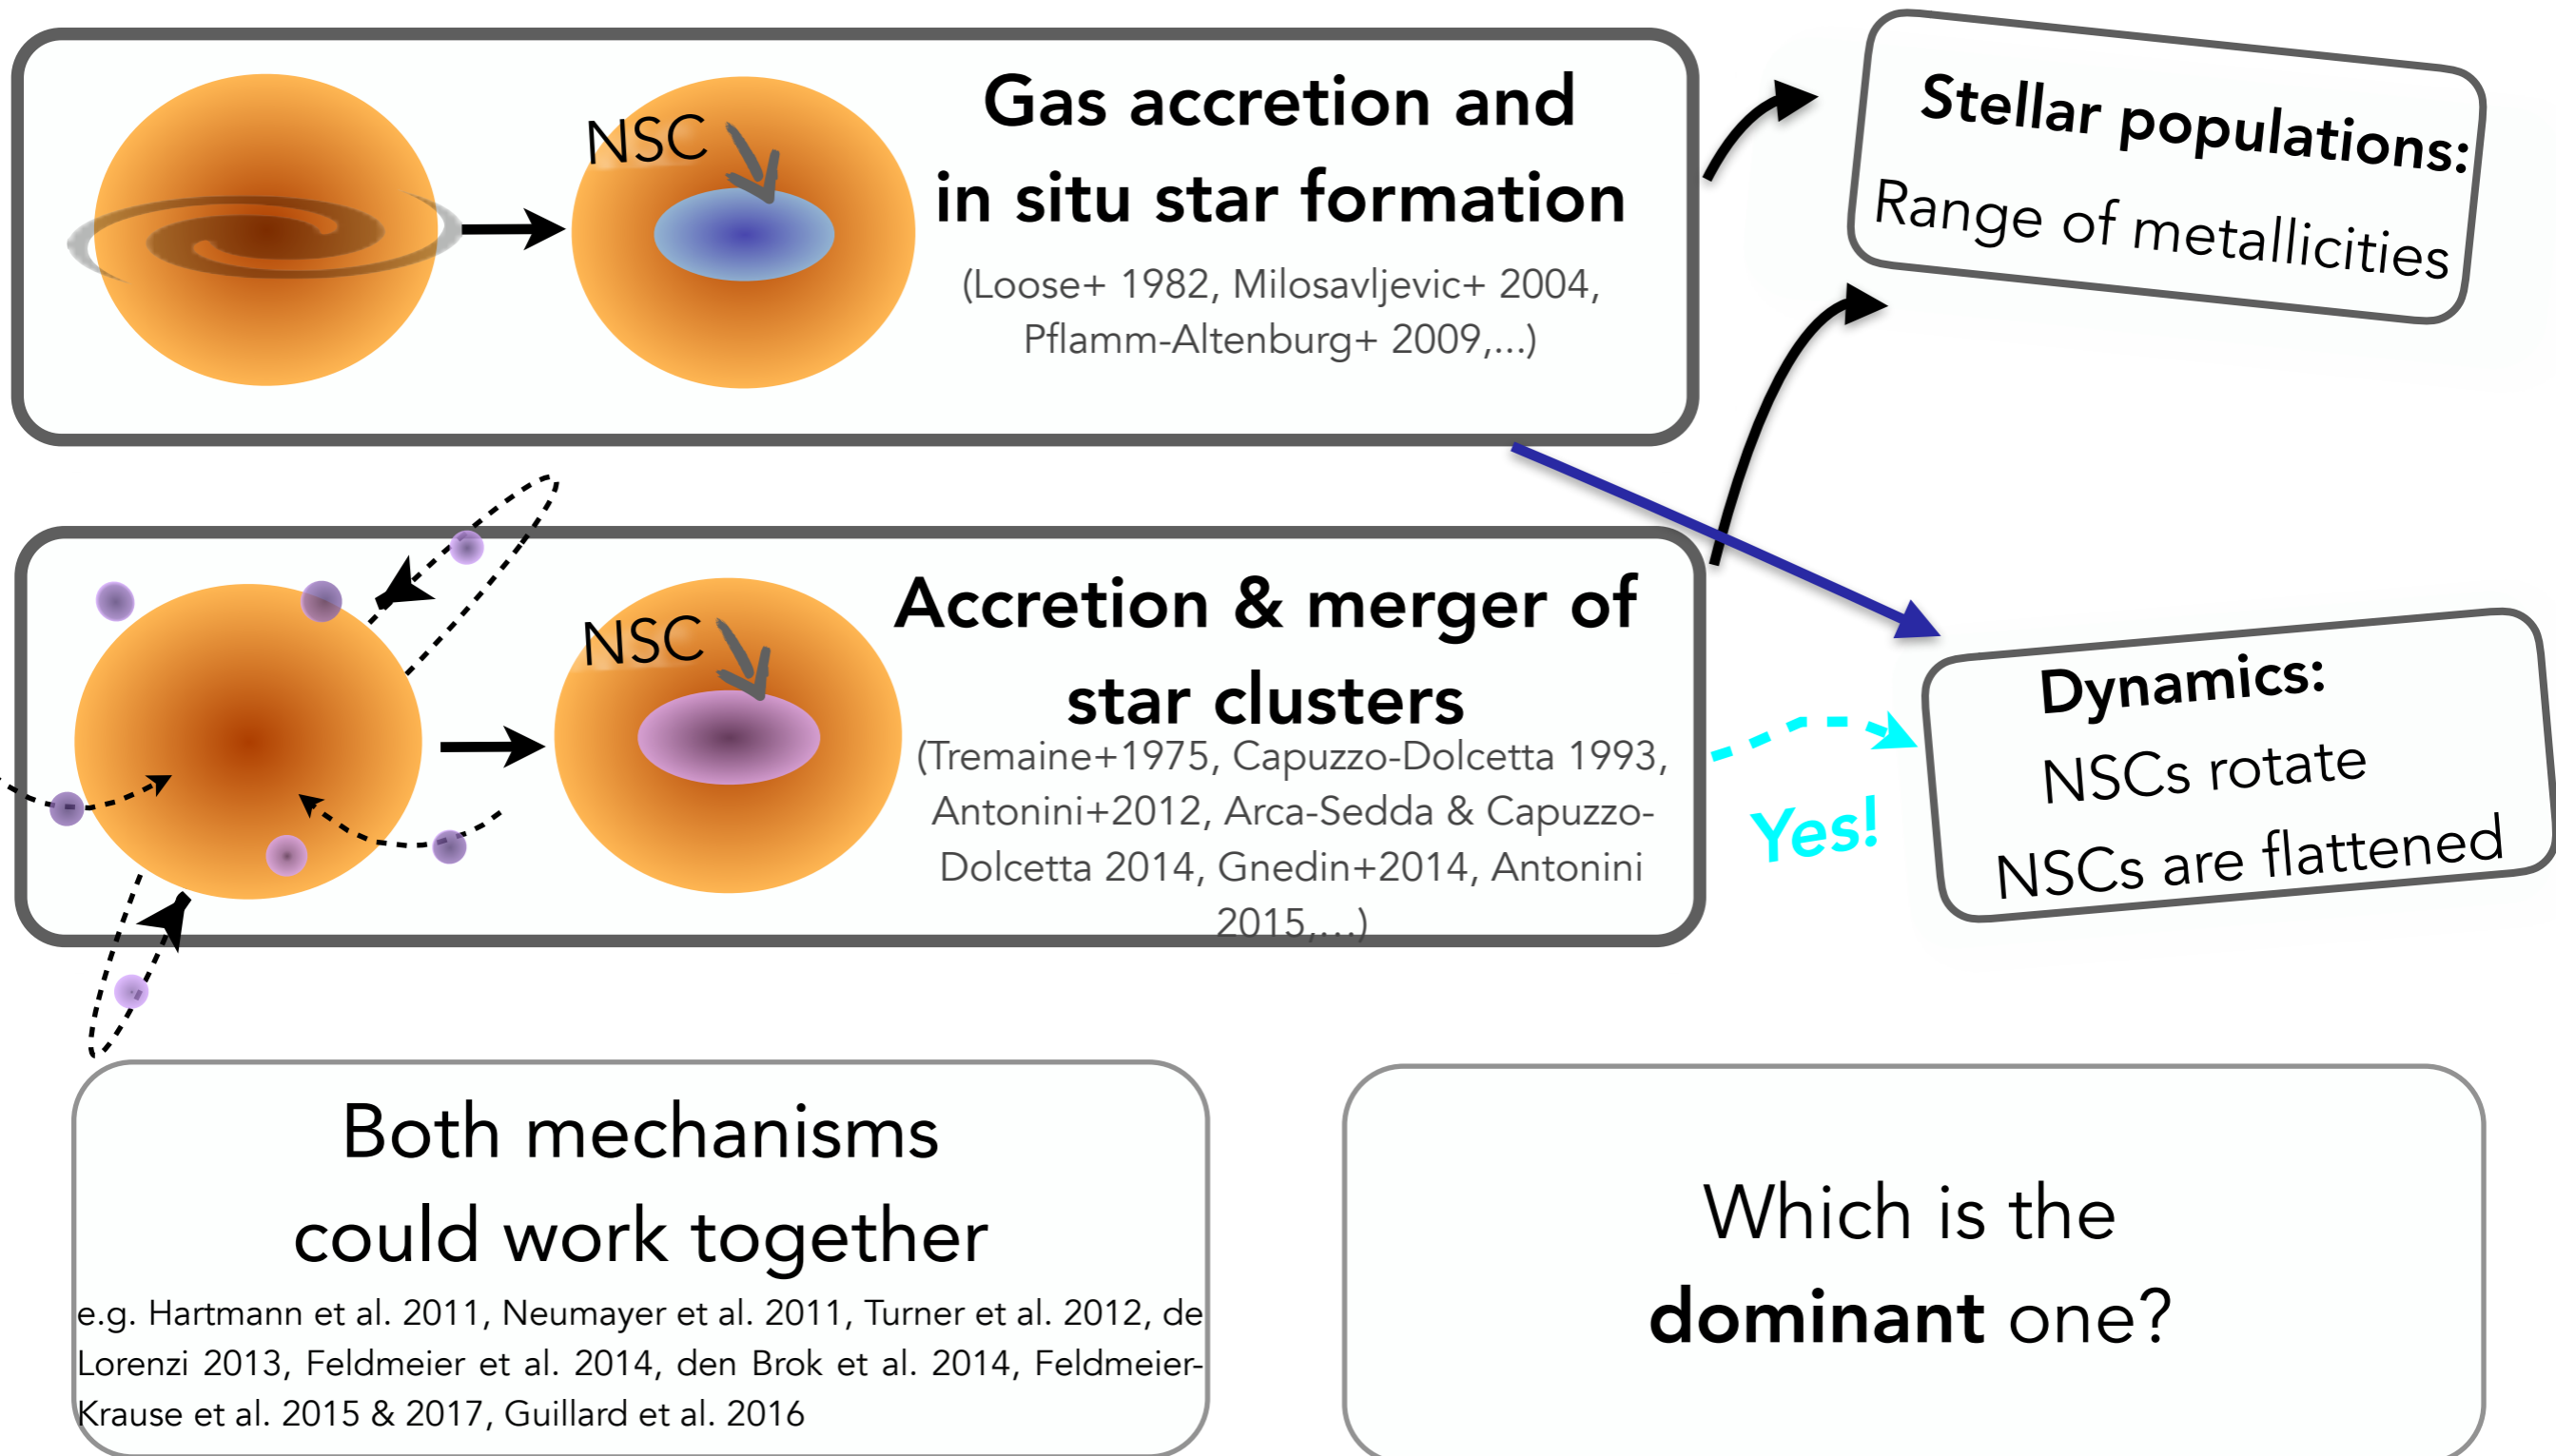 NSC
Gas accretion and
in situ star formation
(Loose+ 1982, Milosavljevic+ 2004,
Pflamm-Altenburg+ 2009,...)
Stellar populations:
Range of metallicities
NSC
Accretion & merger of
star clusters
(Tremaine+1975, Capuzzo-Dolcetta 1993,
Antonini+2012, Arca-Sedda & Capuzzo-
Dolcetta 2014, Gnedin+2014, Antonini
2015,...)
Yes!
Dynamics:
NSCs rotate
NSCs are flattened
Both mechanisms
could work together
e.g. Hartmann et al. 2011, Neumayer et al. 2011, Turner et al. 2012, de
Lorenzi 2013, Feldmeier et al. 2014, den Brok et al. 2014, Feldmeier-
Krause et al. 2015 & 2017, Guillard et al. 2016
Which is the
dominant one?